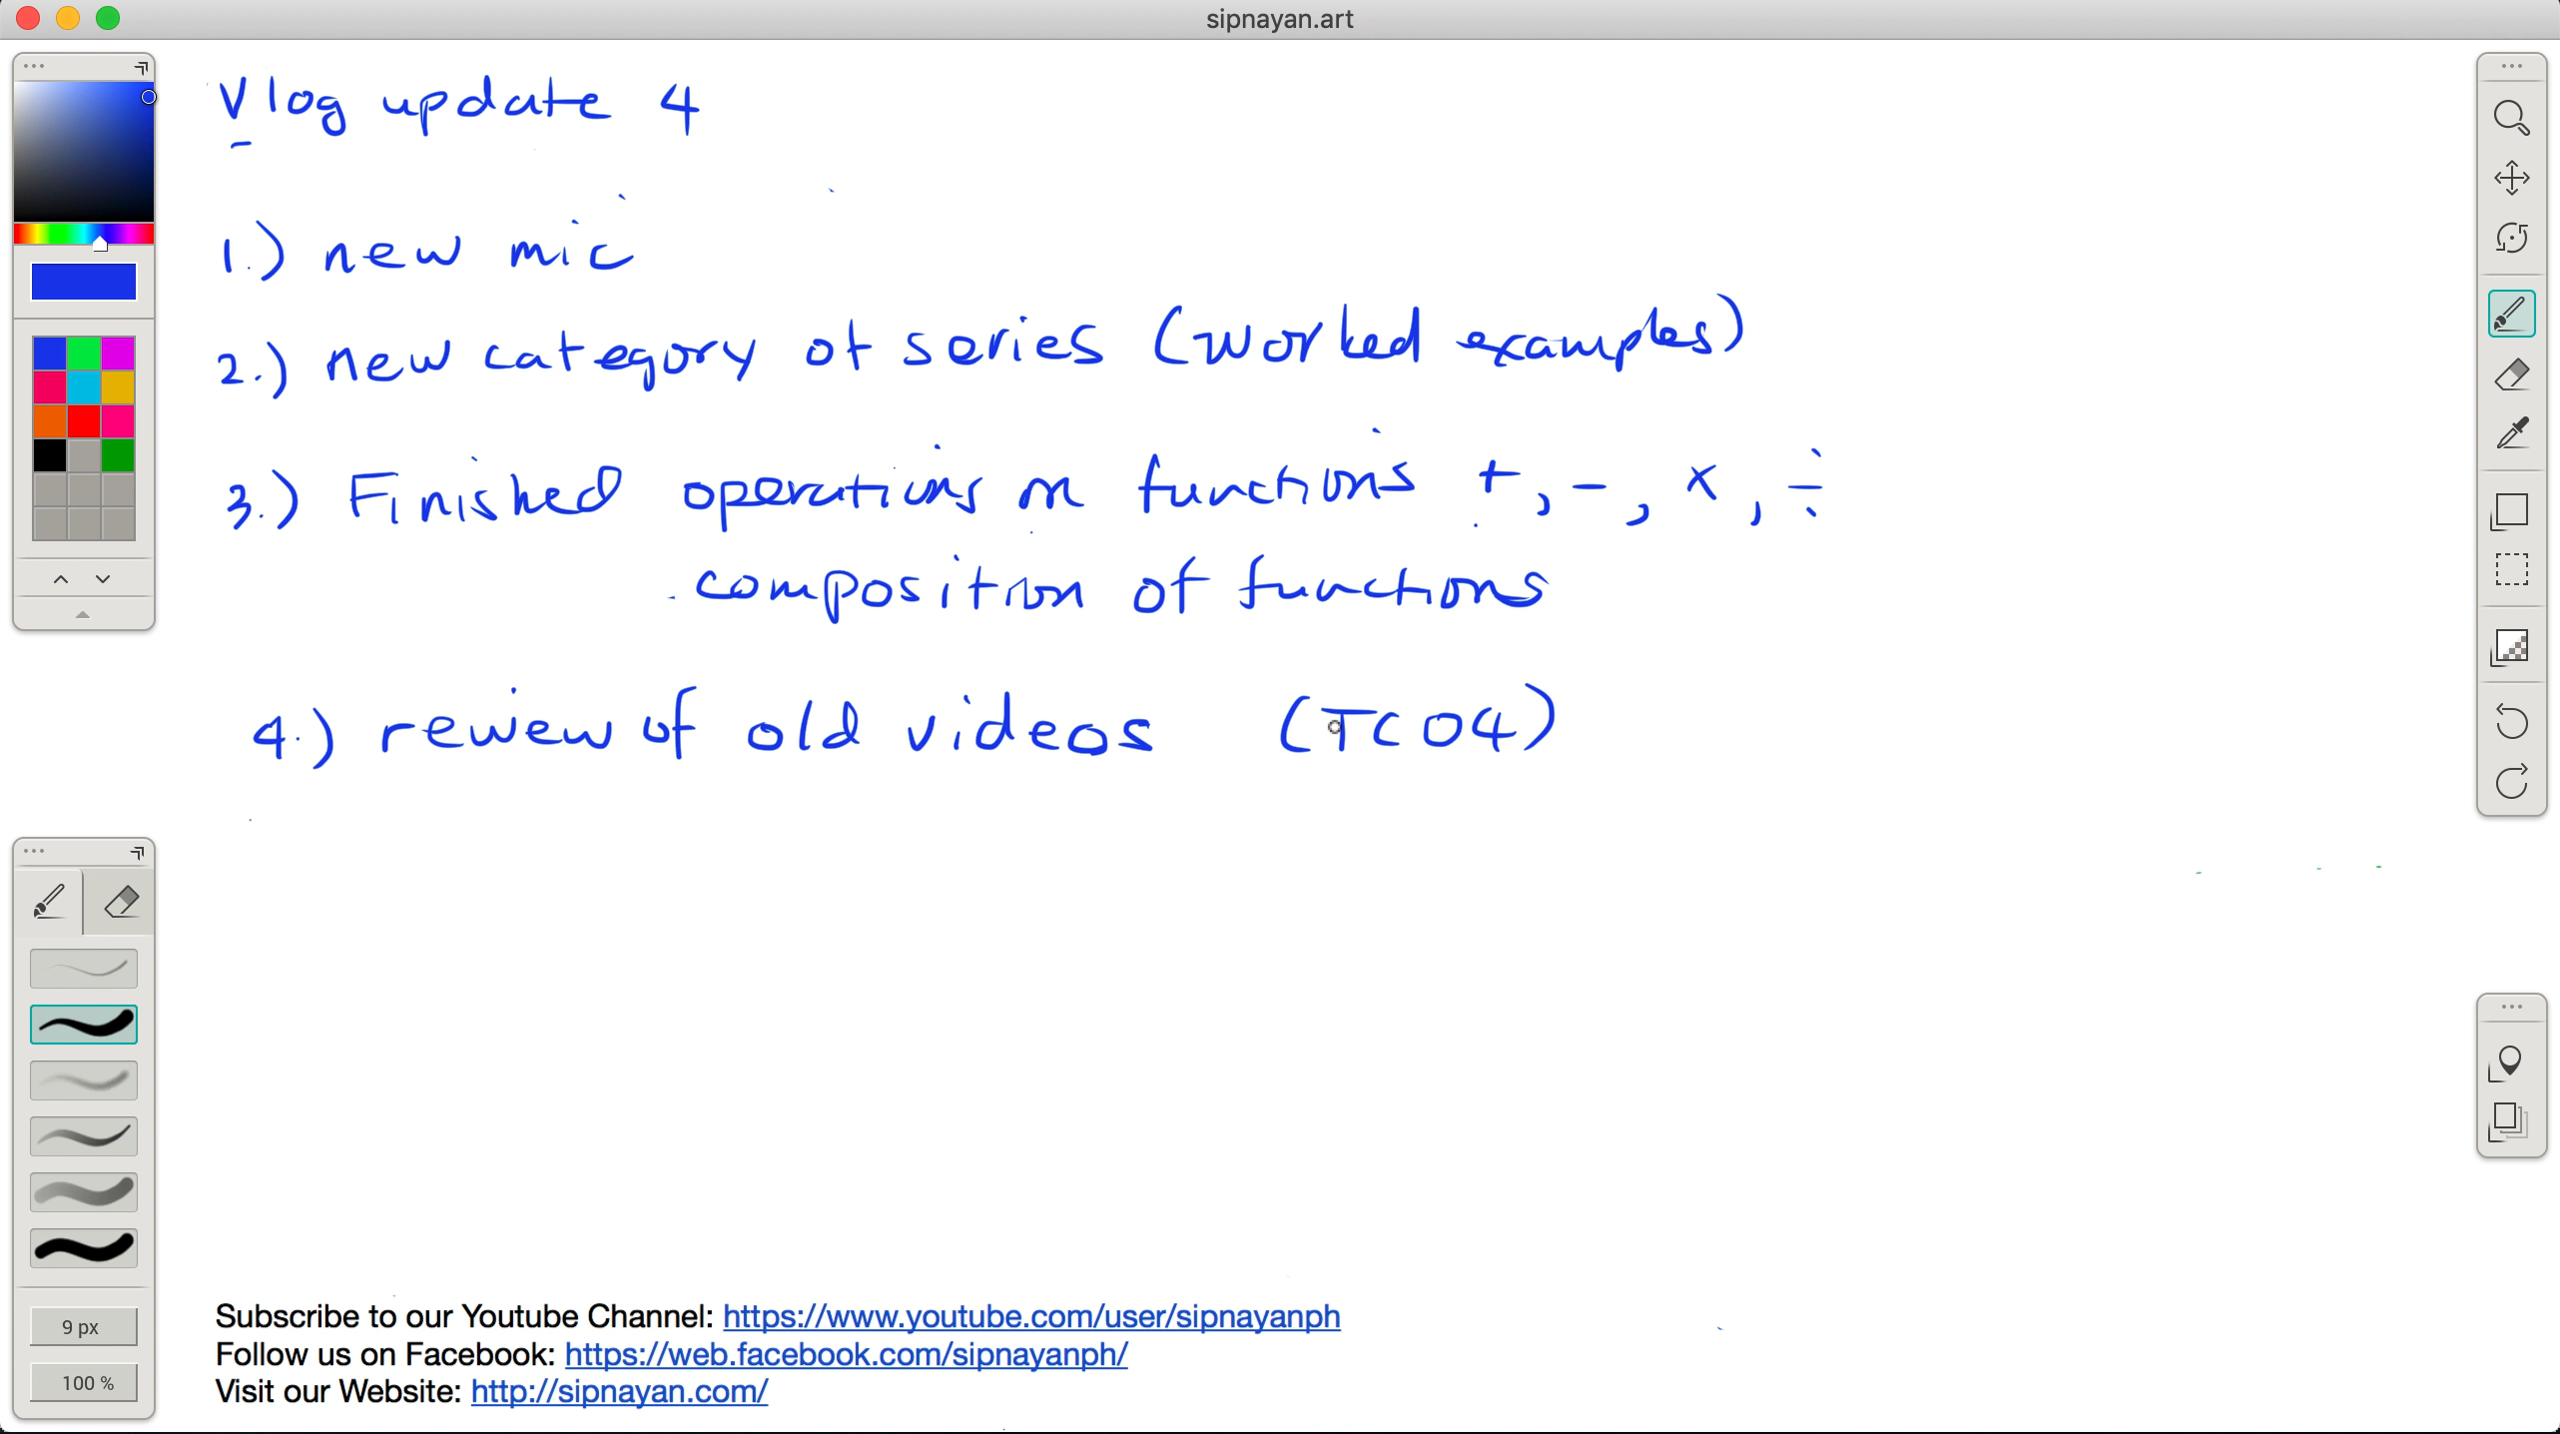 sipnayan.art
Vlog update 4
1.) new mic
2.) new category of series (worked examples)
3.) Finished operations on functions +, -, x, ÷
composition of functions
4.) review of old videos (TC04)
9 px
100 %
Subscribe to our Youtube Channel: https://www.youtube.com/user/sipnayanph
Follow us on Facebook: https://web.facebook.com/sipnayanph/
Visit our Website: http://sipnayan.com/